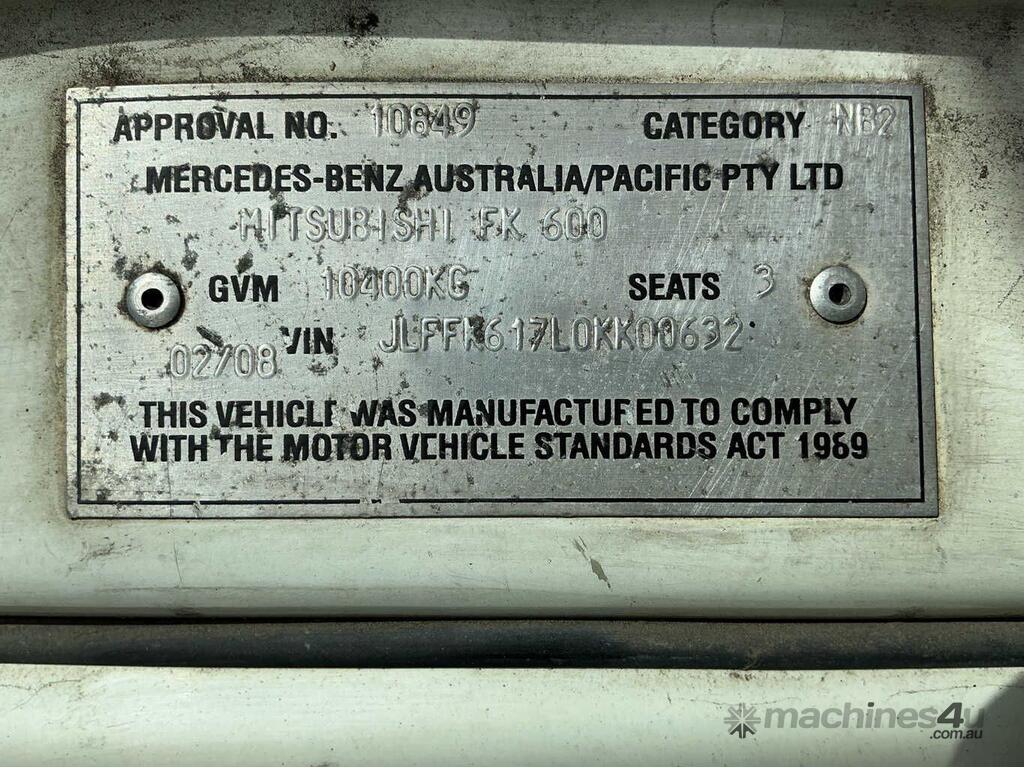 APPROVAL NO. 10849 CATEGORY NB2
MERCEDES-BENZ AUSTRALIA/PACIFIC PTY LTD
MITSUBISHI FK 600
GVM 10400KG SEATS 3
02/08 VIN JLFFK617L0KK00632
THIS VEHICLE WAS MANUFACTURED TO COMPLY
WITH THE MOTOR VEHICLE STANDARDS ACT 1989
machines4u
.com.au